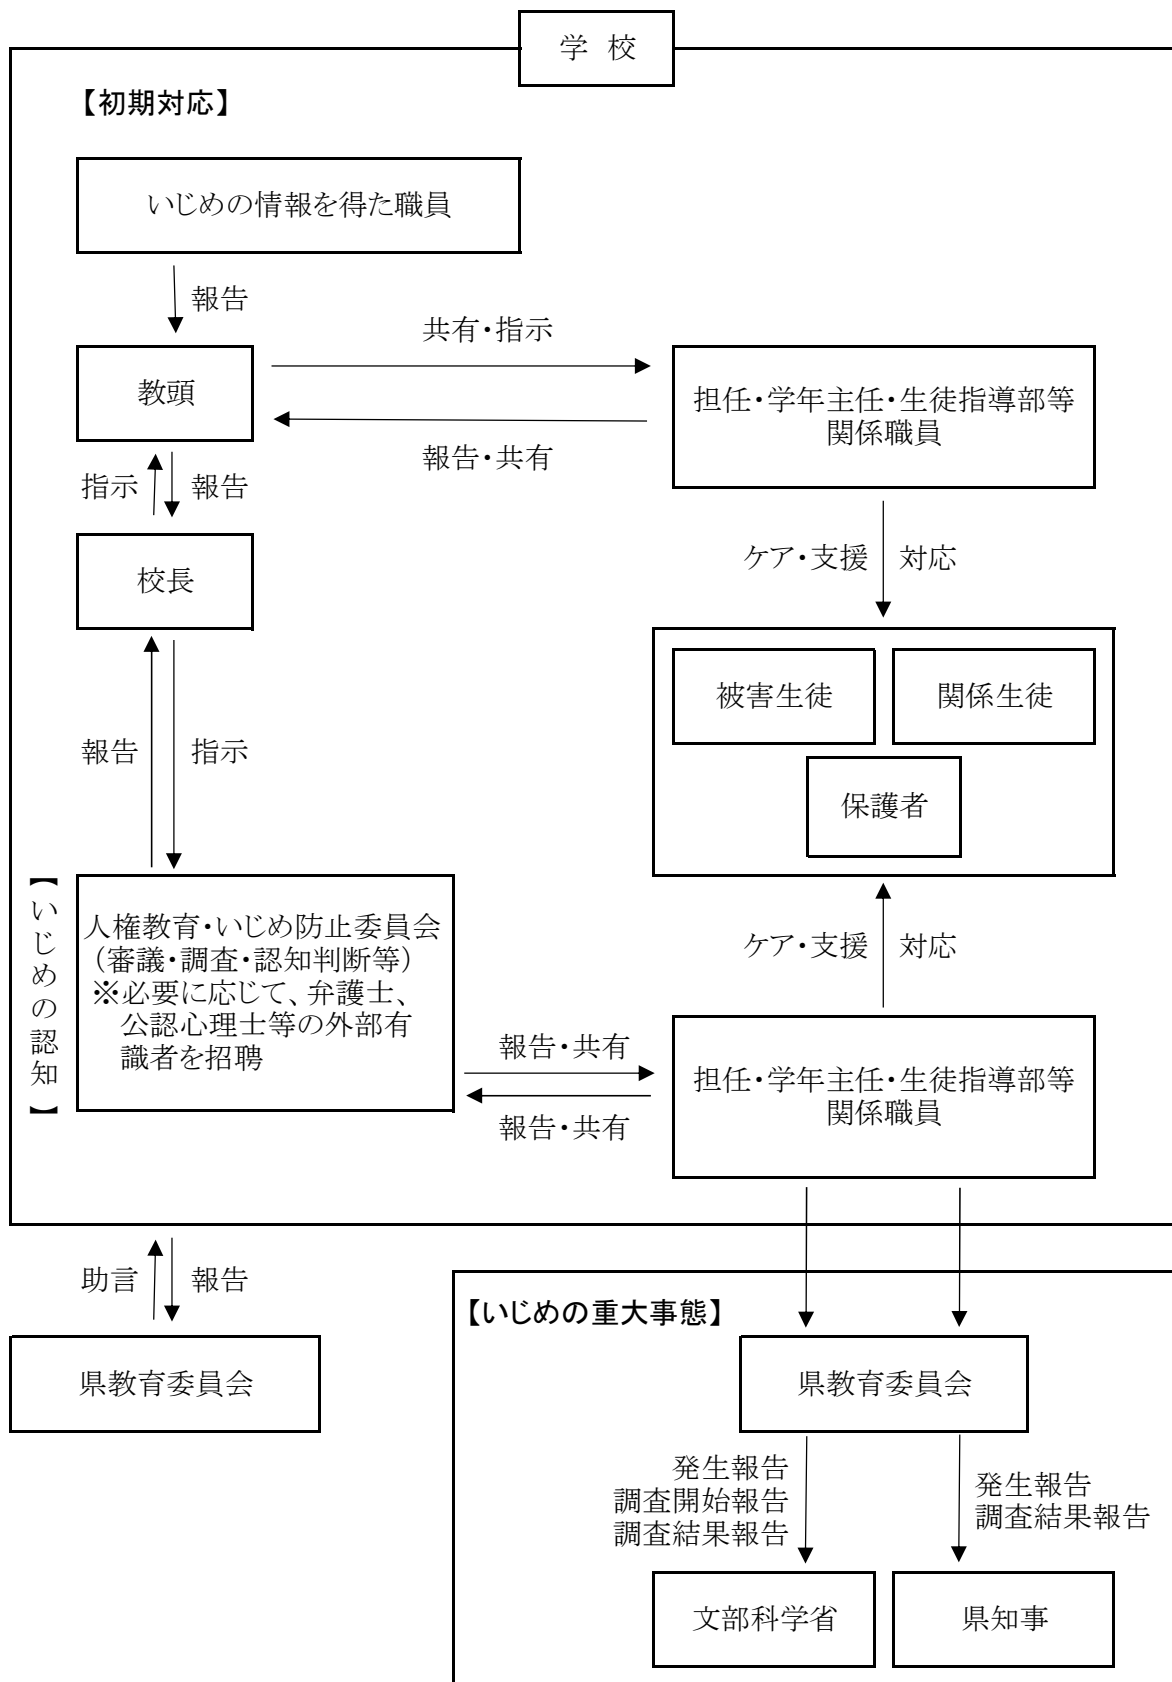 学 校
【初期対応】
いじめの情報を得た職員
報告
共有・指示
教頭
担任・学年主任・生徒指導部等
関係職員
報告・共有
指示
報告
ケア・支援
対応
校長
被害生徒
関係生徒
保護者
報告
指示
【いじめの認知】
人権教育・いじめ防止委員会
（審議・調査・認知判断等）
※必要に応じて、弁護士、
公認心理士等の外部有
識者を招聘
ケア・支援
対応
報告・共有
報告・共有
担任・学年主任・生徒指導部等
関係職員
助言
報告
県教育委員会
【いじめの重大事態】
県教育委員会
発生報告
調査開始報告
調査結果報告
発生報告
調査結果報告
文部科学省
県知事